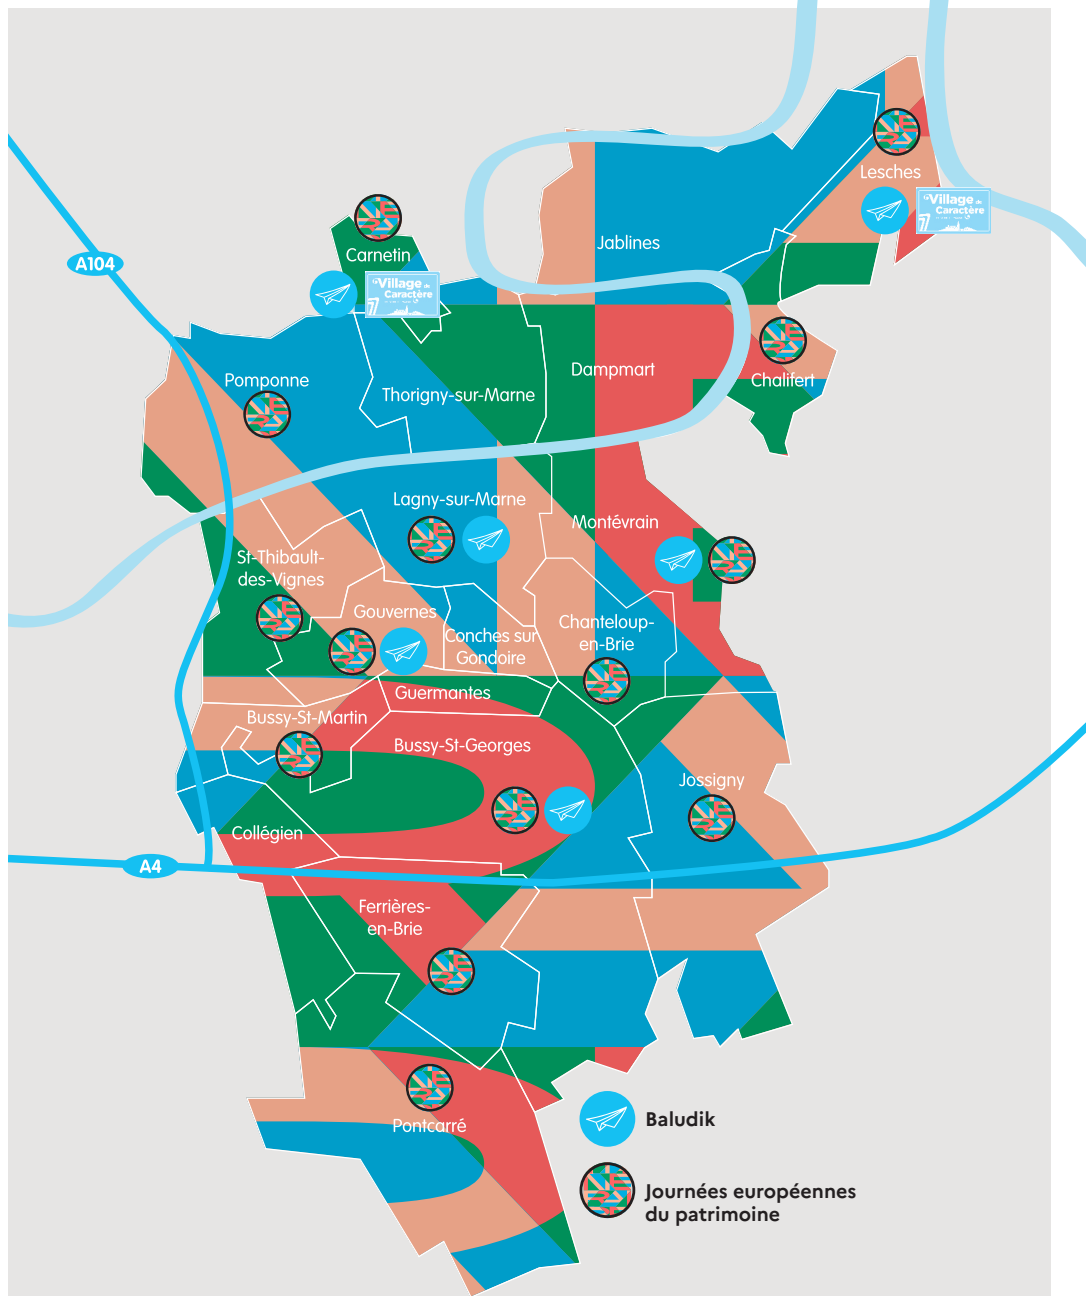 Lesches
Village de
Caractère
77
Jablines
Carnetin
A104
Village de
Caractère
77
Chalifert
Dampmart
Pomponne
Thorigny-sur-Marne
Lagny-sur-Marne
Montévrain
St-Thibault-
des-Vignes
Gouvernes
Conches sur
Gondoire
Chanteloup-
en-Brie
Guermantes
Bussy-St-Martin
Bussy-St-Georges
Jossigny
Collégien
A4
Ferrières-
en-Brie
Pontcarré
Baludik
Journées européennes
du patrimoine